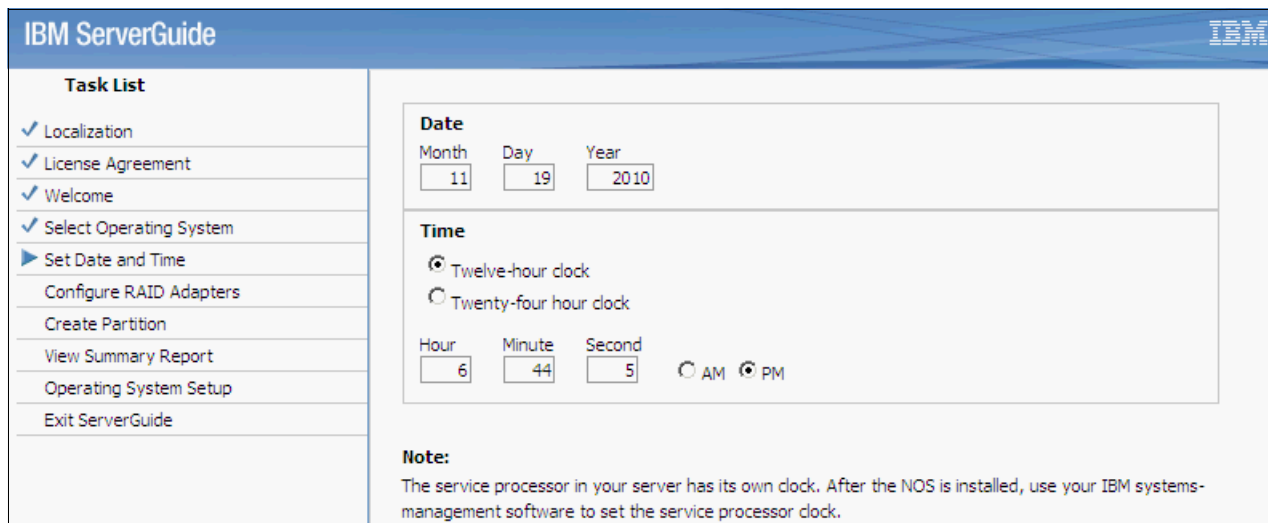 IBM ServerGuide
IBM
Task List
Localization
License Agreement
Welcome
Select Operating System
Set Date and Time
Configure RAID Adapters
Create Partition
View Summary Report
Operating System Setup
Exit ServerGuide
Date
Month Day Year
11 19 2010
Time
Twelve-hour clock
Twenty-four hour clock
Hour Minute Second
6 44 5 AM PM
Note:
The service processor in your server has its own clock. After the NOS is installed, use your IBM systems-
management software to set the service processor clock.